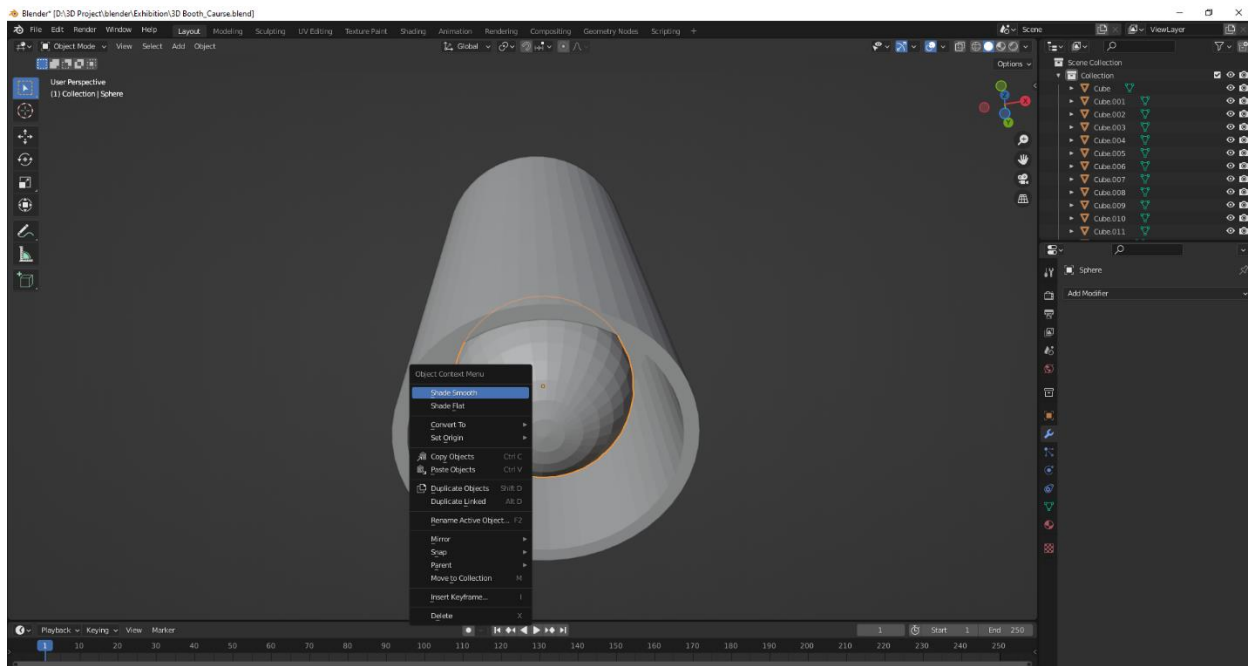 Blender* [D:\3D Project\blender\Exhibition\3D Booth_Caurse.blend]
File Edit Render Window Help Layout Modeling Sculpting UV Editing Texture Paint Shading Animation Rendering Compositing Geometry Nodes Scripting + Scene ViewLayer
Object Mode View Select Add Object Global
Options
User Perspective
(1) Collection | Sphere
X
Z
Y
Scene Collection
Collection
Cube
Cube.001
Cube.002
Cube.003
Cube.004
Cube.005
Cube.006
Cube.007
Cube.008
Cube.009
Cube.010
Cube.011
Sphere
Add Modifier
Object Context Menu
Shade Smooth
Shade Flat
Convert To
Set Origin
Copy Objects Ctrl C
Paste Objects Ctrl V
Duplicate Objects Shift D
Duplicate Linked Alt D
Rename Active Object... F2
Mirror
Snap
Parent
Move to Collection M
Insert Keyframe... I
Delete X
Playback Keying View Marker 1 Start 1 End 250
1 10 20 30 40 50 60 70 80 90 100 110 120 130 140 150 160 170 180 190 200 210 220 230 240 250